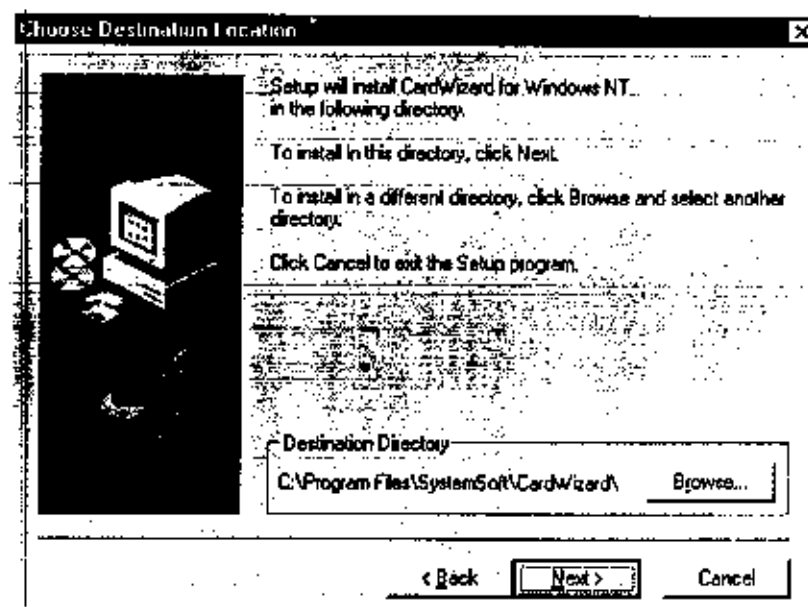 Choose Destination Location
Setup will install CardWizard for Windows NT
in the following directory.
To install in this directory, click Next.
To install in a different directory, click Browse and select another
directory.
Click Cancel to exit the Setup program.
Destination Directory
C:\Program Files\SystemSoft\CardWizard\
Browse...
< Back
Next >
Cancel